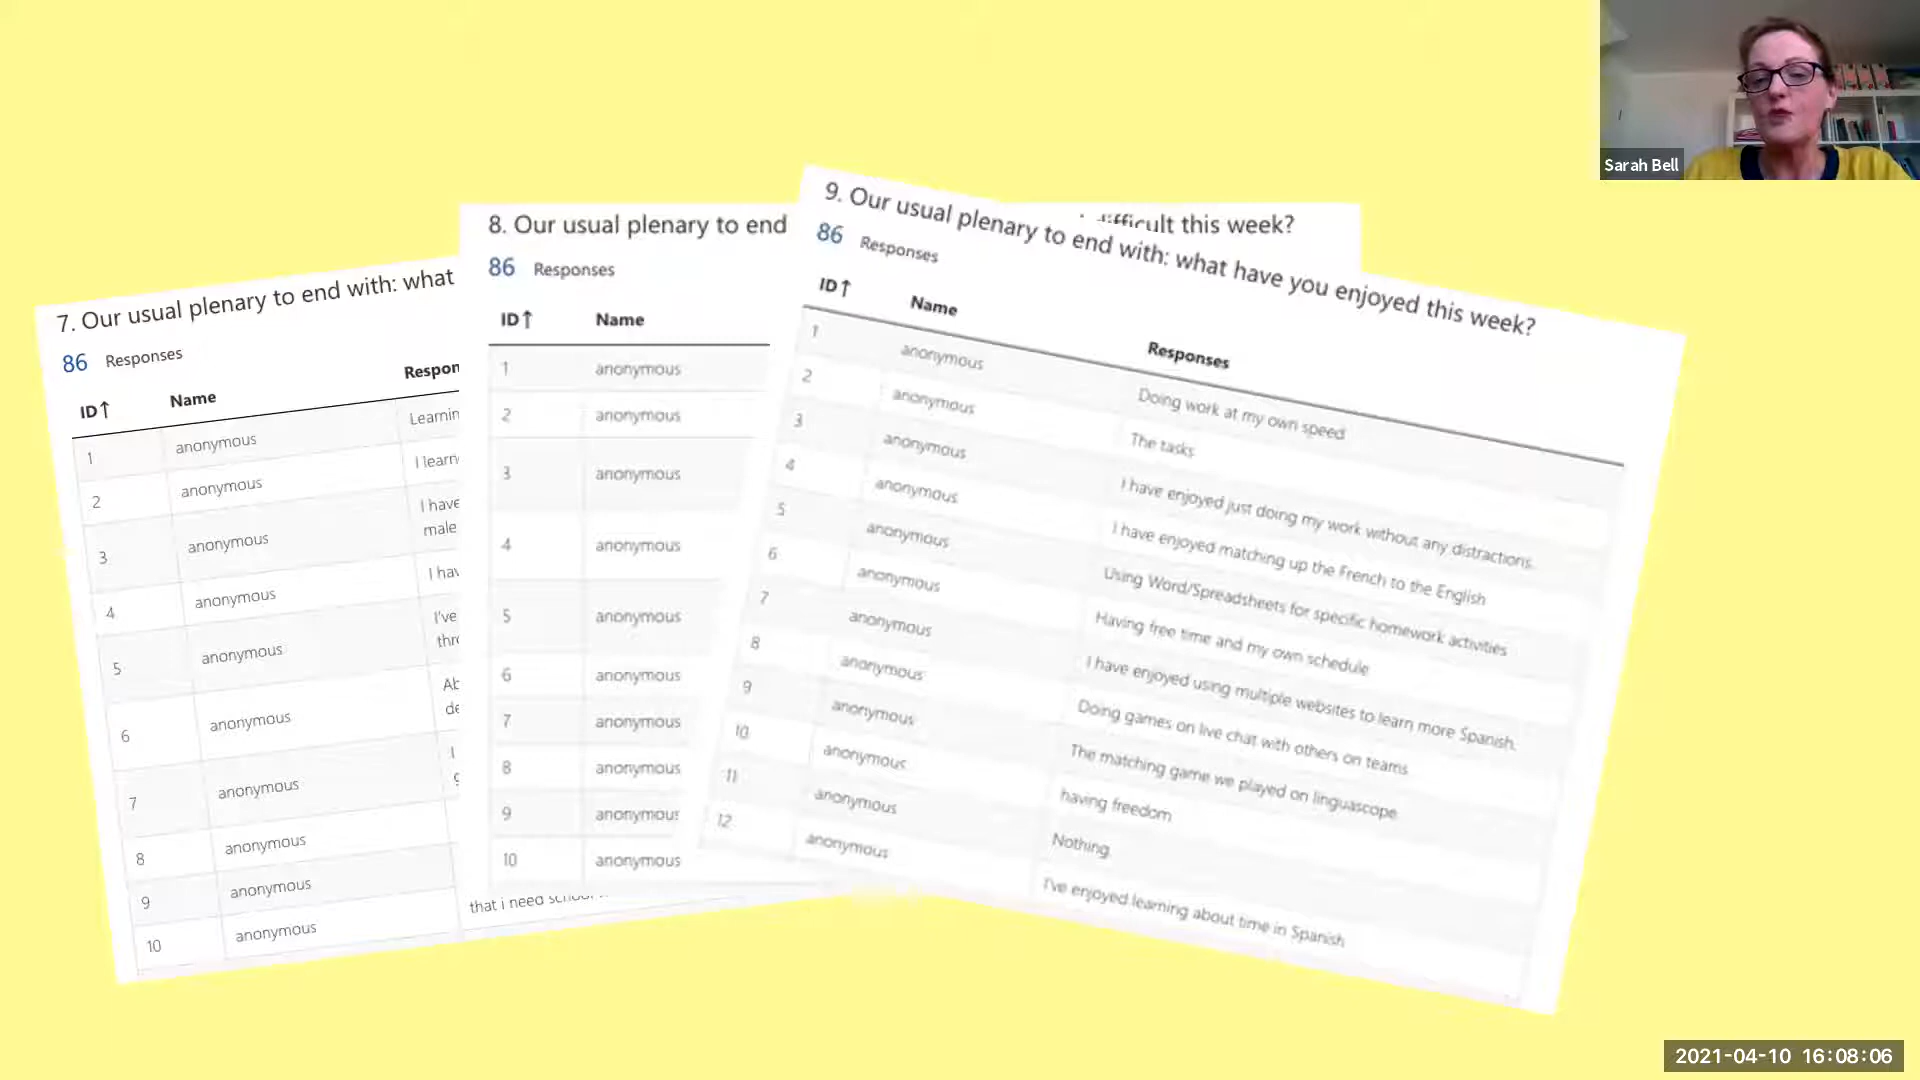 Sarah Bell
7. Our usual plenary to end with: what
86 Responses
ID↑ Name
1 anonymous
2 anonymous I learn
3 anonymous I have
male
4 anonymous
5 anonymous I've
6 anonymous
7 anonymous I
8 anonymous
9 anonymous
10 anonymous
that i need
8. Our usual plenary to end difficult this week?
86 Responses
ID↑ Name
1 anonymous
2 anonymous
3 anonymous
4 anonymous
5 anonymous
6 anonymous
7 anonymous
8 anonymous
9 anonymous
10 anonymous
9. Our usual plenary to end with: what have you enjoyed this week?
86 Responses
ID↑ Name Responses
1 anonymous Doing work at my own speed
2 anonymous The tasks
3 anonymous I have enjoyed just doing my work without any distractions.
4 anonymous I have enjoyed matching up the French to the English
5 anonymous Using Word/Spreadsheets for specific homework activities
6 anonymous Having free time and my own schedule
7 anonymous I have enjoyed using multiple websites to learn more Spanish.
8 anonymous Doing games on live chat with others on teams
9 anonymous The matching game we played on linguascope
10 anonymous having freedom
11 anonymous Nothing
12 anonymous I've enjoyed learning about time in Spanish
2021-04-10 16:08:06